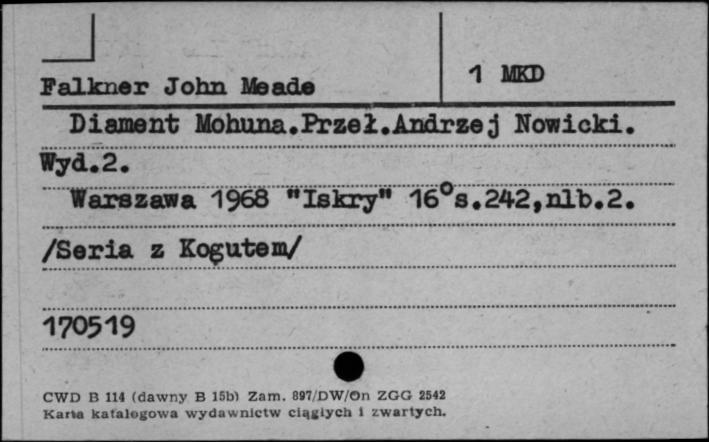 Falkner John Meade
1 MKD
Diament Mohuna.Przeł.Andrzej Nowicki.
Wyd.2.
Warszawa 1968 "Iskry" 16°s.242,nlb.2.
/Seria z Kogutem/
170519
CWD B 114 (dawny B 15b) Zam. 897/DW/On ZGG 2542
Karta katalogowa wydawnictw ciągłych i zwartych.